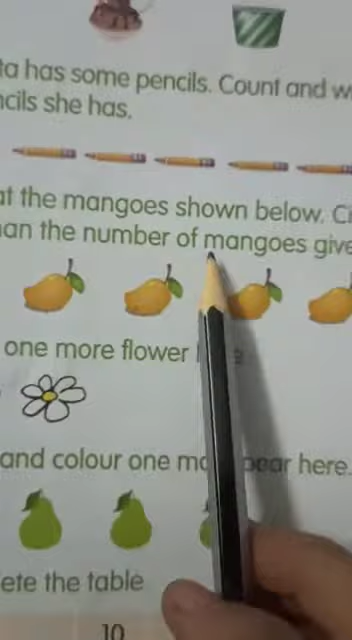 ta has some pencils. Count and w
ncils she has.
at the mangoes shown below. Ci
an the number of mangoes give
one more flower
and colour one mo pear here.
ete the table
10